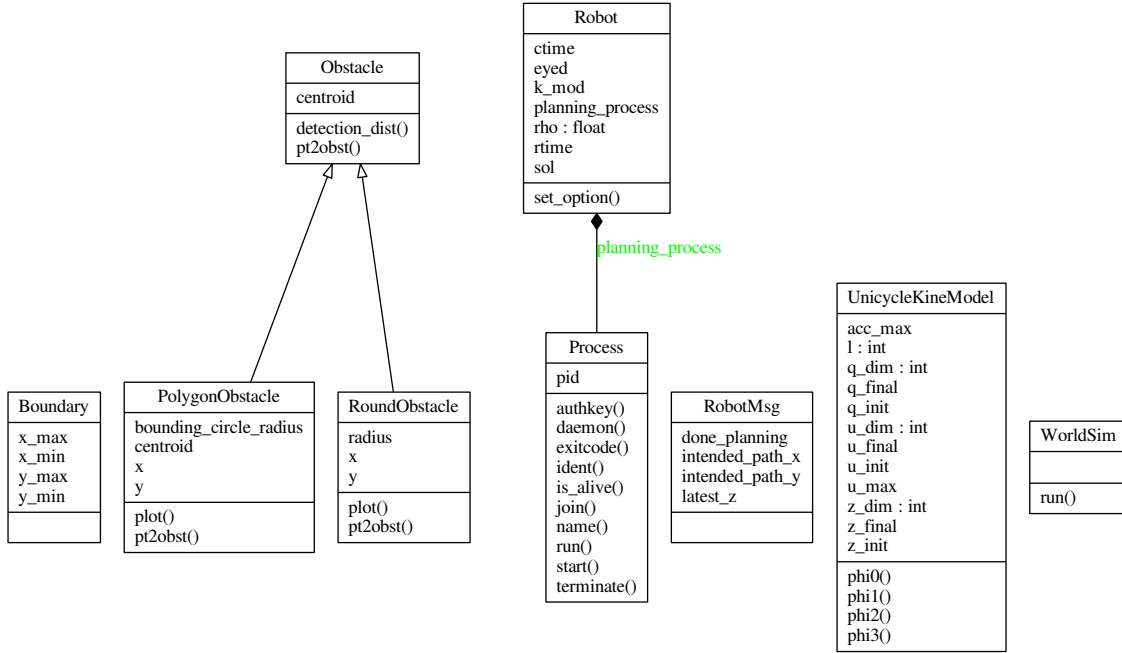 Robot
ctime
eyed
k_mod
planning_process
rho : float
rtime
sol
set_option()
Obstacle
centroid
detection_dist()
pt2obst()
planning_process
Boundary
x_max
x_min
y_max
y_min
PolygonObstacle
bounding_circle_radius
centroid
x
y
plot()
pt2obst()
RoundObstacle
radius
x
y
plot()
pt2obst()
Process
pid
authkey()
daemon()
exitcode()
ident()
is_alive()
join()
name()
run()
start()
terminate()
RobotMsg
done_planning
intended_path_x
intended_path_y
latest_z
UnicycleKineModel
acc_max
l : int
q_dim : int
q_final
q_init
u_dim : int
u_final
u_init
u_max
z_dim : int
z_final
z_init
phi0()
phi1()
phi2()
phi3()
WorldSim
run()